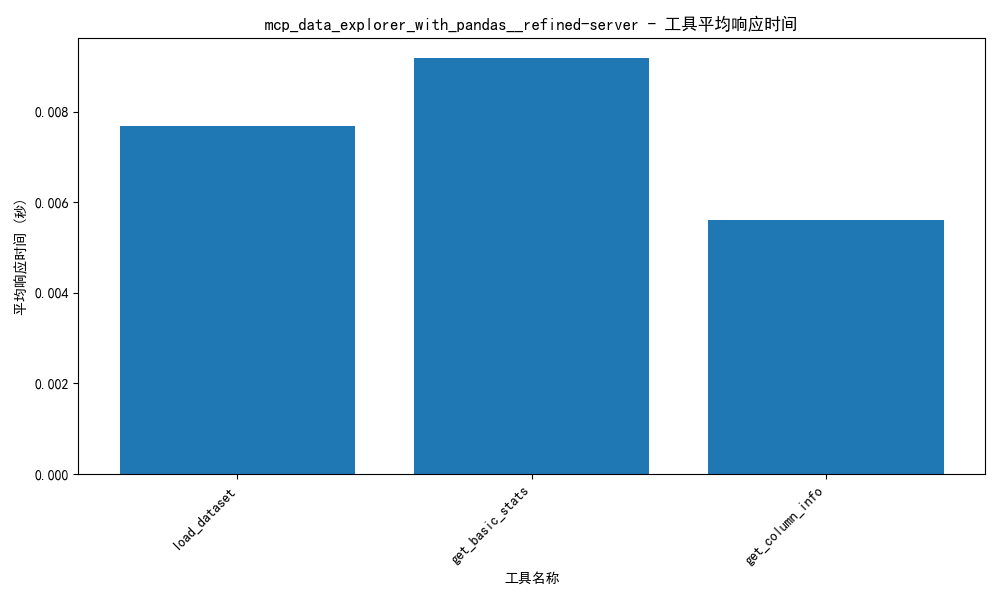 mcp_data_explorer_with_pandas__refined-server - 工具平均响应时间
平均响应时间 (秒)
0.008
0.006
0.004
0.002
0.000
load_dataset
get_basic_stats
get_column_info
工具名称